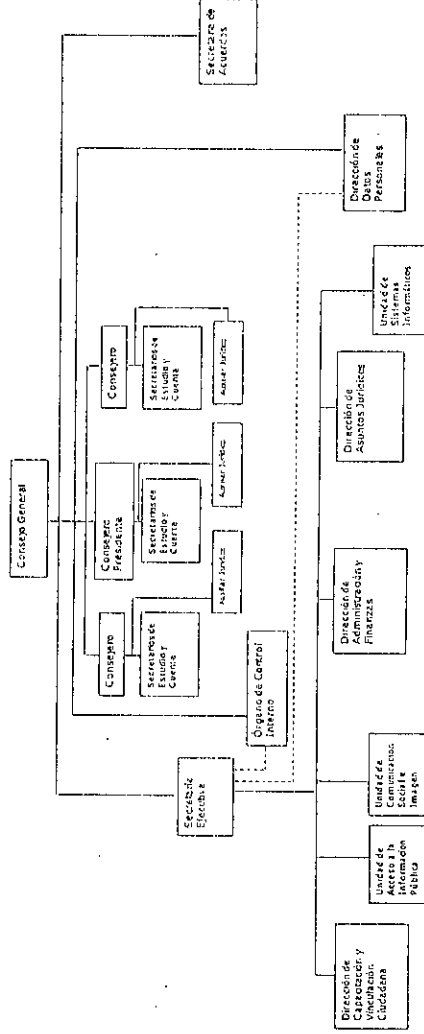 Consejo General
Consejero
Consejero
Presidente
Consejero
Secretarios de
Estudio y
Cuenta
Secretarios de
Estudio y
Cuenta
Secretarios de
Estudio y
Cuenta
Auxiliar Jurídico
Auxiliar Jurídico
Auxiliar Jurídico
Secretaría
Ejecutiva
Órgano de Control
Interno
Secretaría de
Acuerdos
Dirección de
Datos
Personales
Dirección de
Capacitación y
Vinculación
Ciudadana
Unidad de
Acceso a la
Información
Pública
Unidad de
Comunicación
Social e
Imagen
Dirección de
Administración y
Finanzas
Dirección de
Asuntos Jurídicos
Unidad de
Sistemas
Informáticos